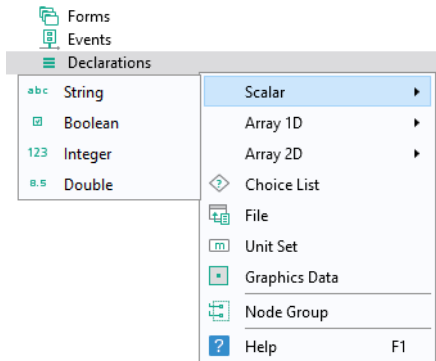 Forms
Events
Declarations
abc String
Boolean
123 Integer
8.5 Double
Scalar
Array 1D
Array 2D
? Choice List
File
m Unit Set
Graphics Data
Node Group
? Help F1